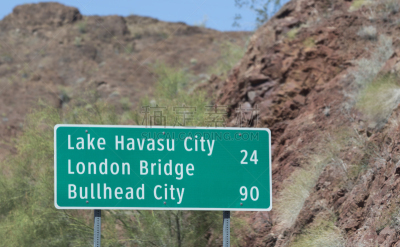 Lake Havasu City
London Bridge 24
Bullhead City 90